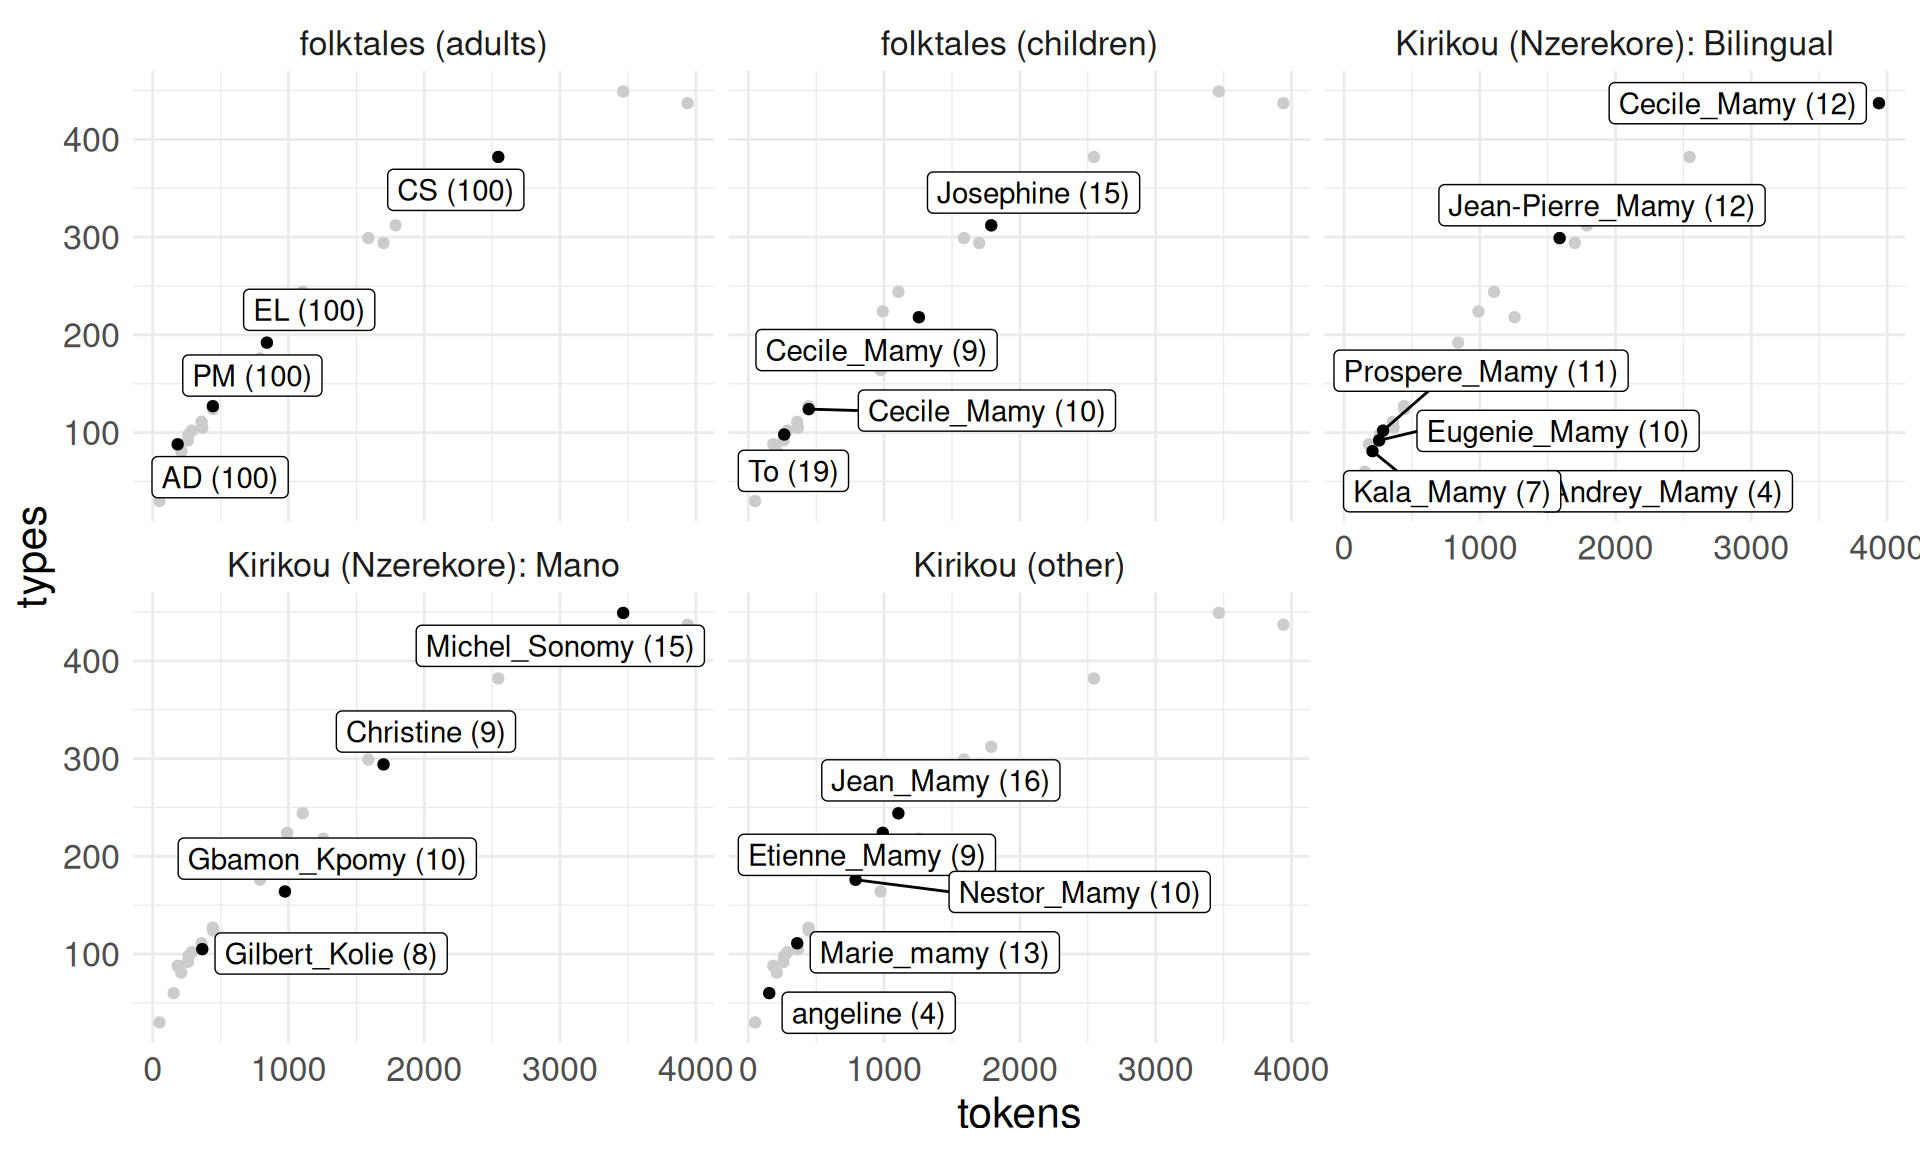 folktales (adults)
folktales (children)
Kirikou (Nzerekore): Bilingual
types
400
300
200
100
CS (100)
EL (100)
PM (100)
AD (100)
Josephine (15)
Cecile_Mamy (9)
Cecile_Mamy (10)
To (19)
Cecile_Mamy (12)
Jean-Pierre_Mamy (12)
Prospere_Mamy (11)
Eugenie_Mamy (10)
Kala_Mamy (7)
Andrey_Mamy (4)
0 1000 2000 3000 4000
Kirikou (Nzerekore): Mano
Kirikou (other)
400
300
200
100
Michel_Sonomy (15)
Christine (9)
Gbamon_Kpomy (10)
Gilbert_Kolie (8)
Jean_Mamy (16)
Etienne_Mamy (9)
Nestor_Mamy (10)
Marie_mamy (13)
angeline (4)
0 1000 2000 3000 4000
0 1000 2000 3000 4000
tokens